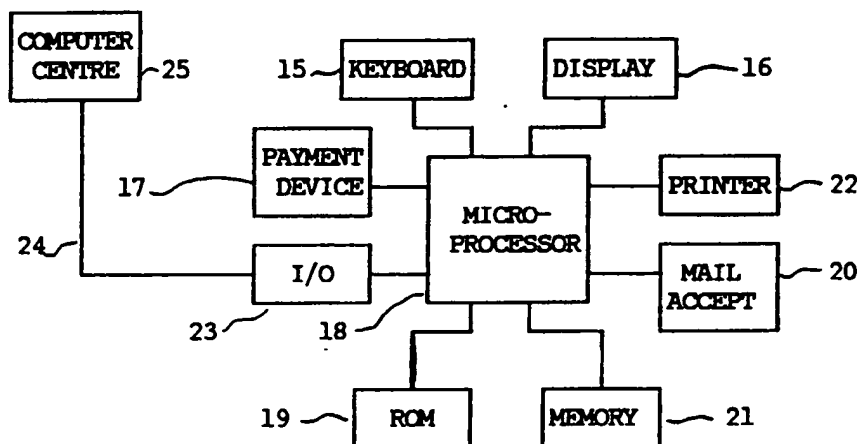 COMPUTER
CENTRE
25
15
KEYBOARD
DISPLAY
16
PAYMENT
DEVICE
17
MICRO-
PROCESSOR
PRINTER
22
24
I/O
MAIL
ACCEPT
20
23
18
19
ROM
MEMORY
21